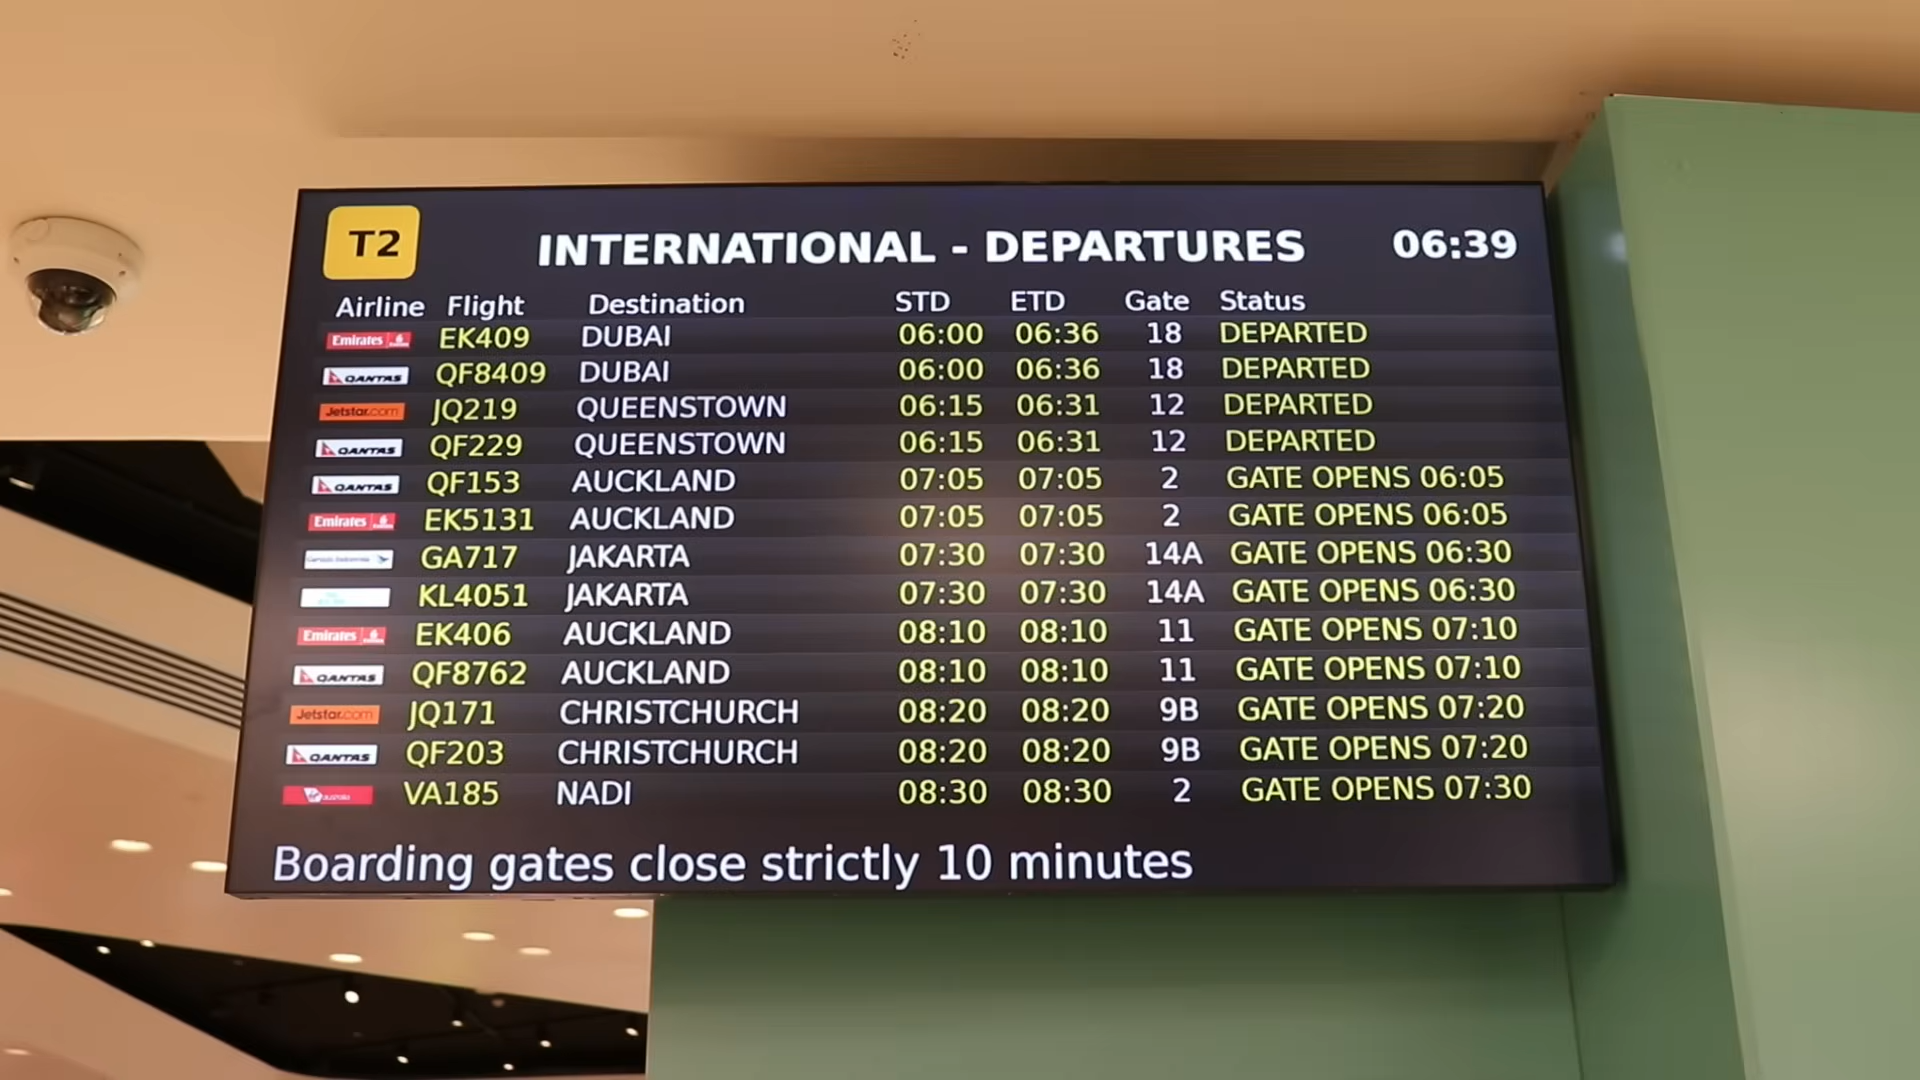 T2 INTERNATIONAL - DEPARTURES 06:39
Airline Flight Destination STD ETD Gate Status
Emirates EK409 DUBAI 06:00 06:36 18 DEPARTED
QANTAS QF8409 DUBAI 06:00 06:36 18 DEPARTED
Jetstar.com JQ219 QUEENSTOWN 06:15 06:31 12 DEPARTED
QANTAS QF229 QUEENSTOWN 06:15 06:31 12 DEPARTED
QANTAS QF153 AUCKLAND 07:05 07:05 2 GATE OPENS 06:05
Emirates EK5131 AUCKLAND 07:05 07:05 2 GATE OPENS 06:05
Garuda Indonesia GA717 JAKARTA 07:30 07:30 14A GATE OPENS 06:30
KL4051 JAKARTA 07:30 07:30 14A GATE OPENS 06:30
Emirates EK406 AUCKLAND 08:10 08:10 11 GATE OPENS 07:10
QANTAS QF8762 AUCKLAND 08:10 08:10 11 GATE OPENS 07:10
Jetstar.com JQ171 CHRISTCHURCH 08:20 08:20 9B GATE OPENS 07:20
QANTAS QF203 CHRISTCHURCH 08:20 08:20 9B GATE OPENS 07:20
VA185 NADI 08:30 08:30 2 GATE OPENS 07:30
Boarding gates close strictly 10 minutes